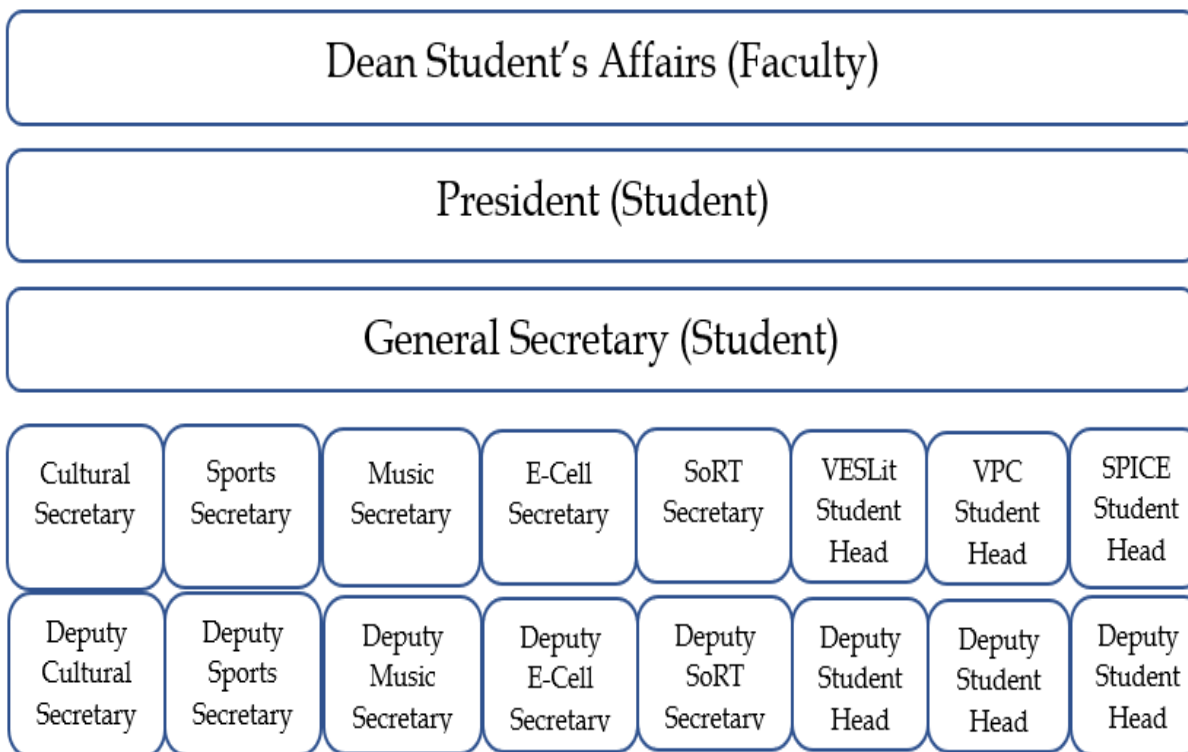 Dean Student's Affairs (Faculty)
President (Student)
General Secretary (Student)
Cultural
Secretary
Sports
Secretary
Music
Secretary
E-Cell
Secretary
SoRT
Secretary
VESLit
Student
Head
VPC
Student
Head
SPICE
Student
Head
Deputy
Cultural
Secretary
Deputy
Sports
Secretary
Deputy
Music
Secretary
Deputy
E-Cell
Secretary
Deputy
SoRT
Secretary
Deputy
Student
Head
Deputy
Student
Head
Deputy
Student
Head